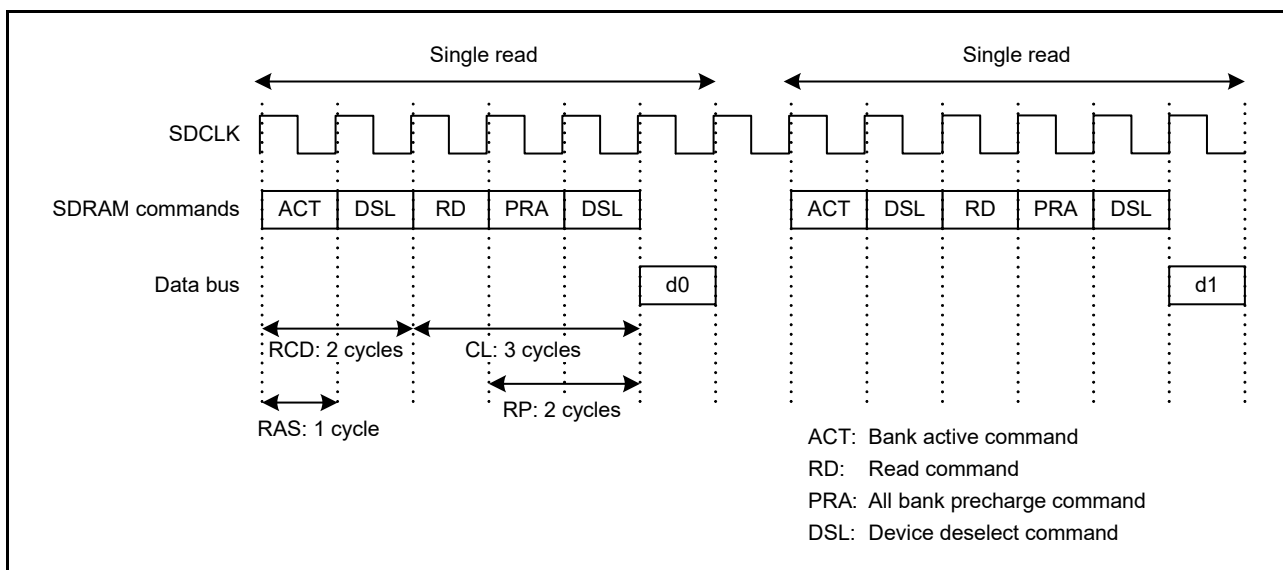 Single read Single read
SDCLK
SDRAM commands ACT DSL RD PRA DSL ACT DSL RD PRA DSL
Data bus d0 d1
RCD: 2 cycles CL: 3 cycles
RP: 2 cycles
RAS: 1 cycle
ACT: Bank active command
RD: Read command
PRA: All bank precharge command
DSL: Device deselect command